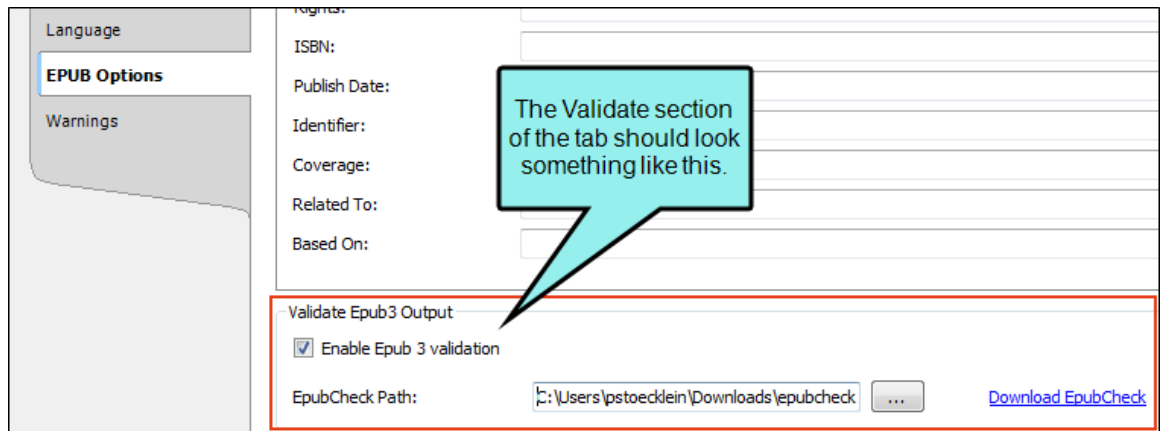 Language
EPUB Options
Warnings
Rights:
ISBN:
Publish Date:
Identifier:
Coverage:
Related To:
Based On:
The Validate section
of the tab should look
something like this.
Validate Epub3 Output
Enable Epub 3 validation
EpubCheck Path:
C:\Users\pstoecklein\Downloads\epubcheck
...
Download EpubCheck